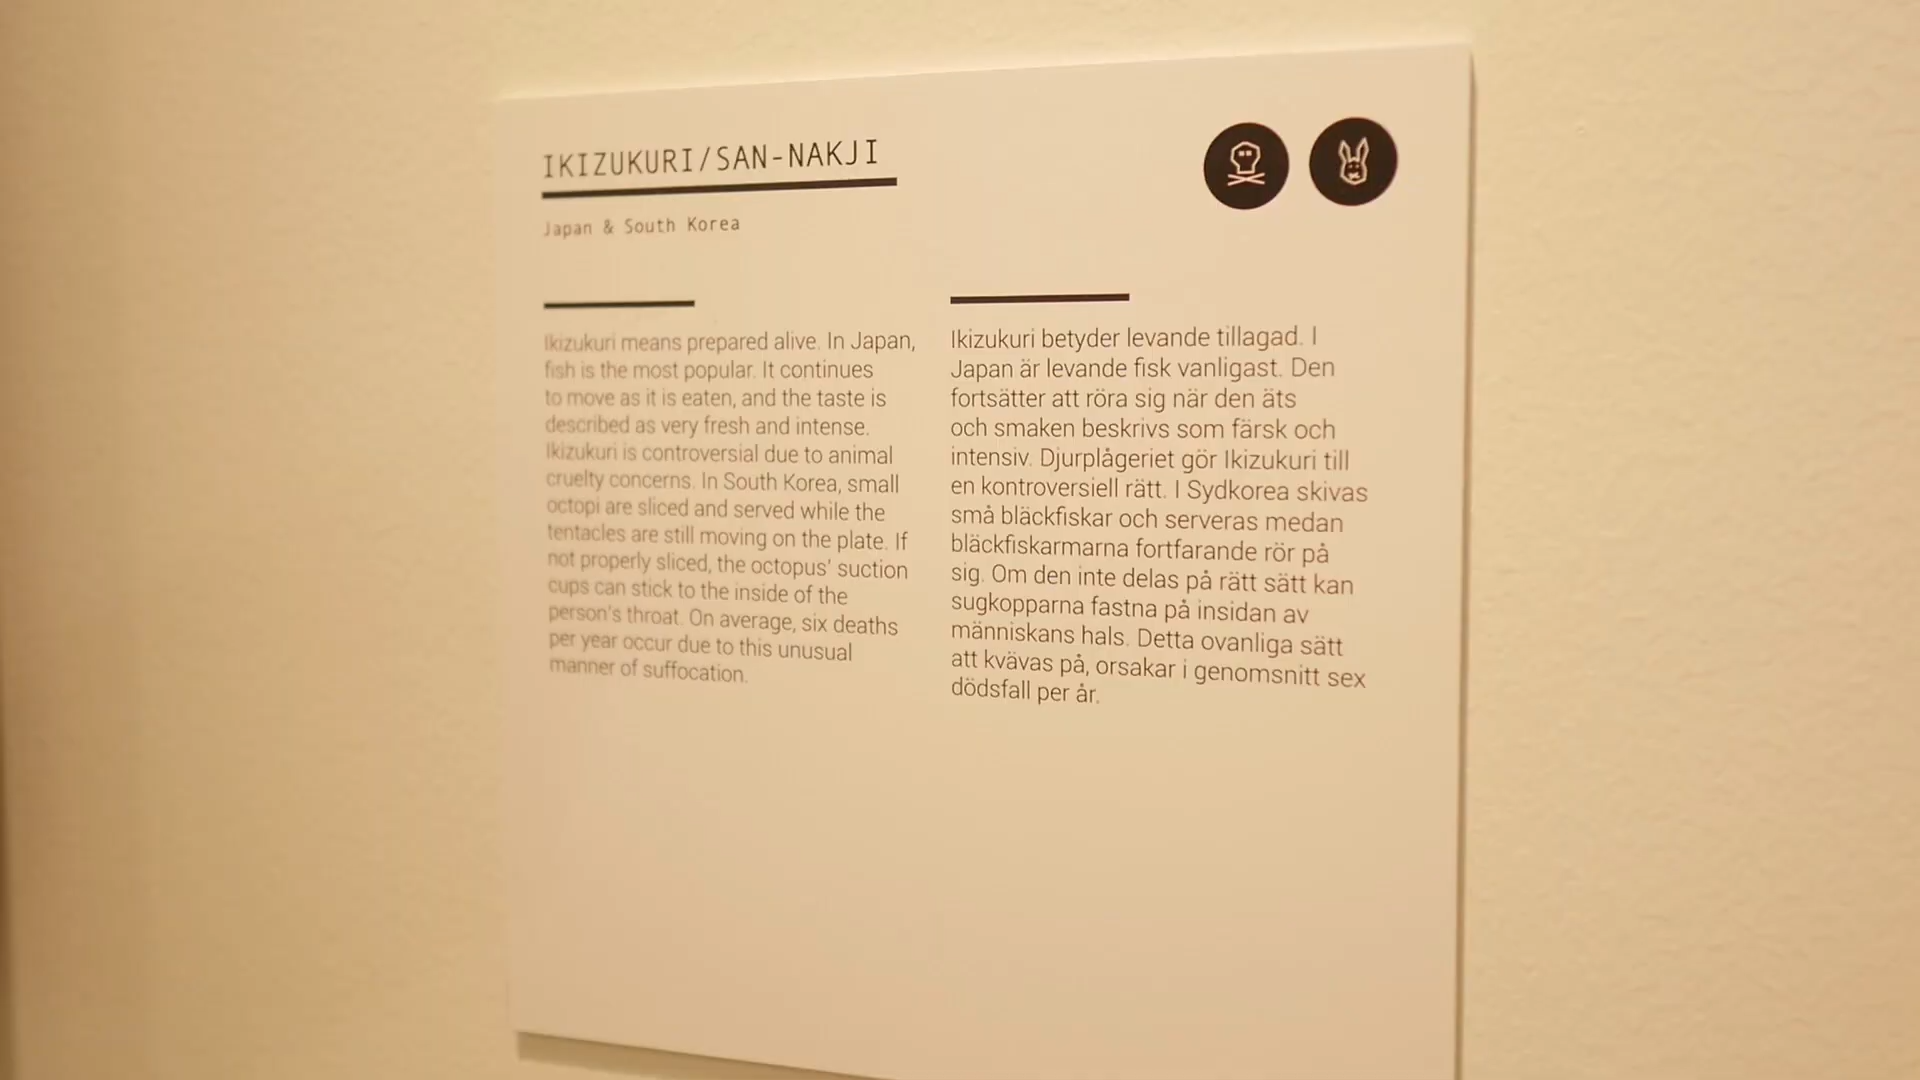 IKIZUKURI/SAN-NAKJI
Japan & South Korea
Ikizukuri means prepared alive. In Japan,
fish is the most popular. It continues
to move as it is eaten, and the taste is
described as very fresh and intense.
Ikizukuri is controversial due to animal
cruelty concerns. In South Korea, small
octopi are sliced and served while the
tentacles are still moving on the plate. If
not properly sliced, the octopus' suction
cups can stick to the inside of the
person's throat. On average, six deaths
per year occur due to this unusual
manner of suffocation.
Ikizukuri betyder levande tillagad. I
Japan är levande fisk vanligast. Den
fortsätter att röra sig när den äts
och smaken beskrivs som färsk och
intensiv. Djurplågeriet gör Ikizukuri till
en kontroversiell rätt. I Sydkorea skivas
små bläckfiskar och serveras medan
bläckfiskarmarna fortfarande rör på
sig. Om den inte delas på rätt sätt kan
sugkopparna fastna på insidan av
människans hals. Detta ovanliga sätt
att kvävas på, orsakar i genomsnitt sex
dödsfall per år.